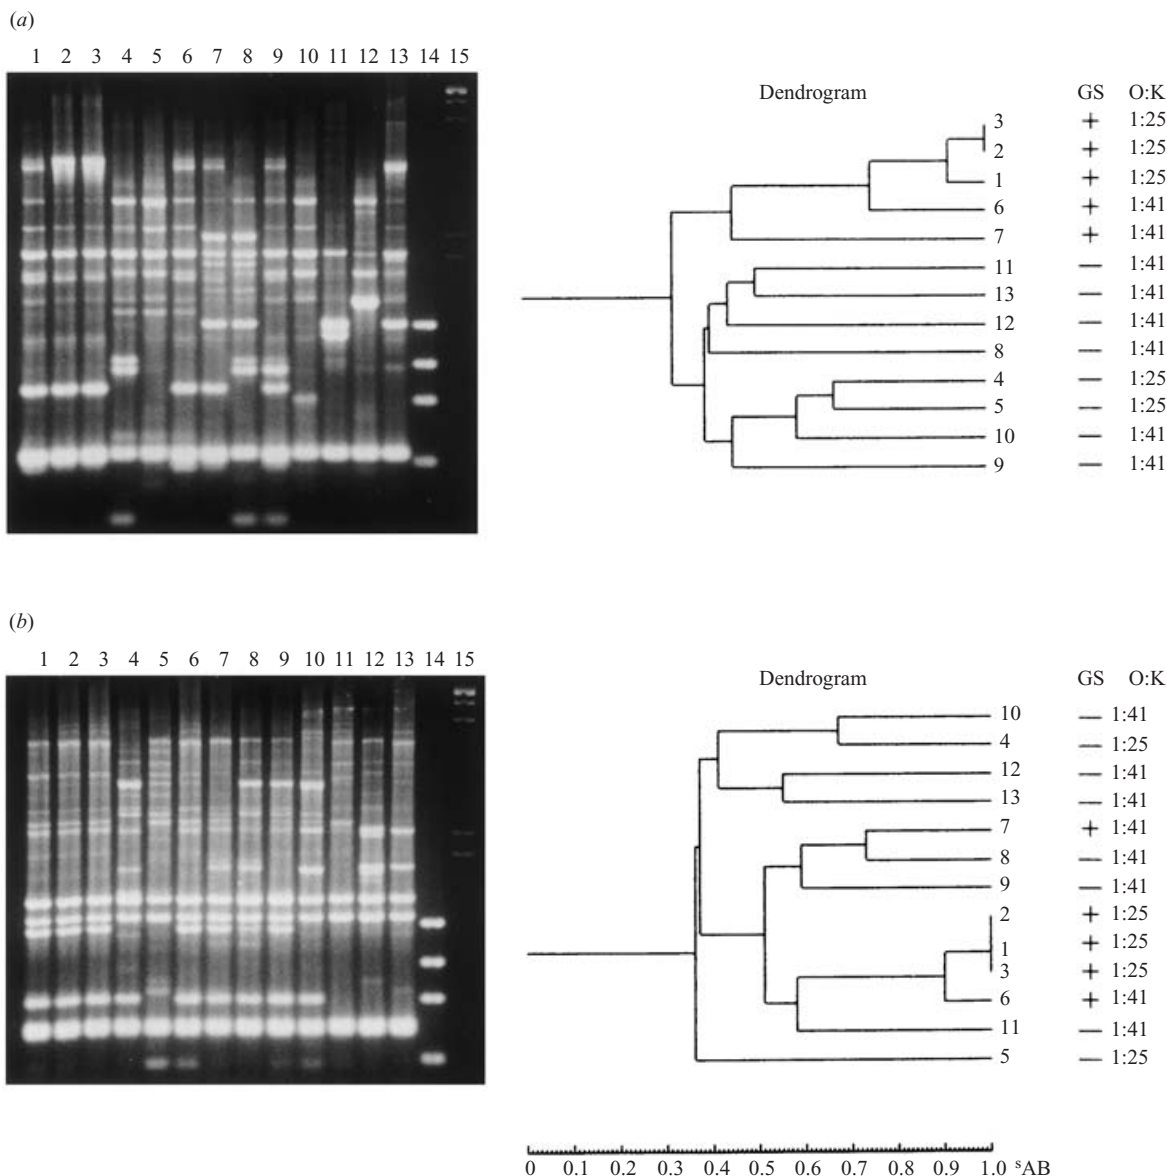 (a)
1 2 3 4 5 6 7 8 9 10 11 12 13 14 15
Dendrogram GS O:K
3 + 1:25
2 + 1:25
1 + 1:25
6 + 1:41
7 + 1:41
11 — 1:41
13 — 1:41
12 — 1:41
8 — 1:41
4 — 1:25
5 — 1:25
10 — 1:41
9 — 1:41
(b)
1 2 3 4 5 6 7 8 9 10 11 12 13 14 15
Dendrogram GS O:K
10 — 1:41
4 — 1:25
12 — 1:41
13 — 1:41
7 + 1:41
8 — 1:41
9 — 1:41
2 + 1:25
1 + 1:25
3 + 1:25
6 + 1:41
11 — 1:41
5 — 1:25
0 0.1 0.2 0.3 0.4 0.5 0.6 0.7 0.8 0.9 1.0 sAB